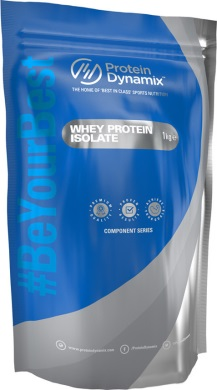 Protein
Dynamix
THE HOME OF 'BEST IN CLASS' SPORTS NUTRITION
WHEY PROTEIN
ISOLATE
1kg e
#BeYourBest
COMPONENT SERIES